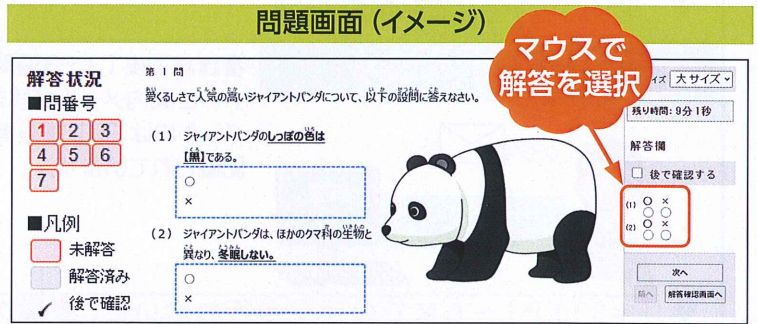 問題画面(イメージ)
マウスで
解答を選択
解答状況
■問番号
1 2 3
4 5 6
7
■凡例
未解答
解答済み
✓ 後で確認
第1問
愛くるしさで人気の高いジャイアントパンダについて、以下の設問に答えなさい。
(1) ジャイアントパンダのしっぽの色は
【黒】である。
○
×
(2) ジャイアントパンダは、ほかのクマ科の生物と
異なり、冬眠しない。
○
×
イズ 大サイズ
残り時間:9分1秒
解答欄
後で確認する
(1) ○ ×
(2) ○ ×
次へ
前へ 解答確認画面へ